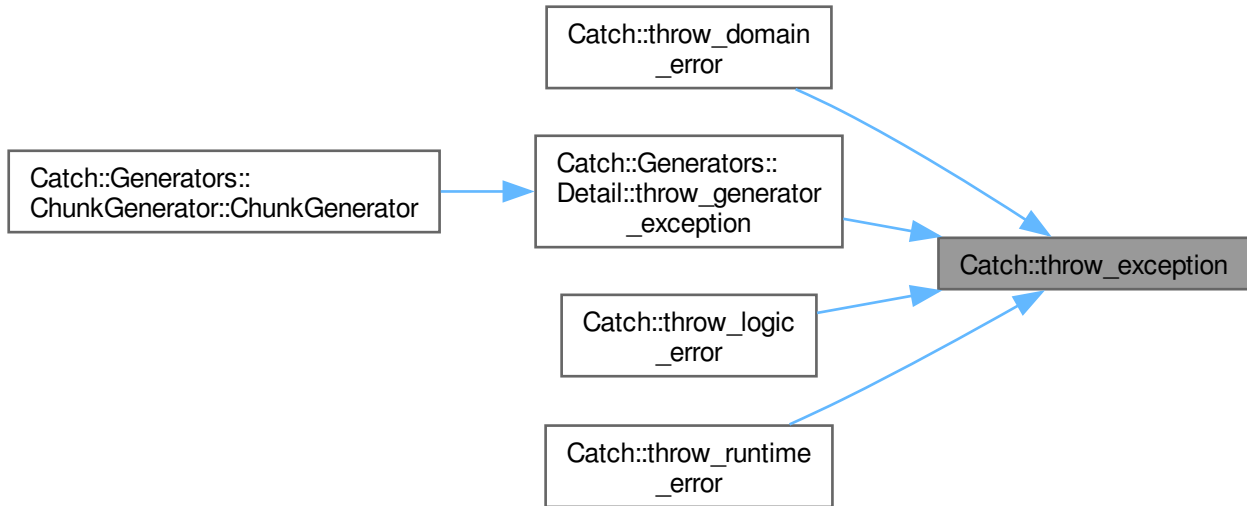 Catch::throw_domain
_error
Catch::Generators::
ChunkGenerator::ChunkGenerator
Catch::Generators::
Detail::throw_generator
_exception
Catch::throw_exception
Catch::throw_logic
_error
Catch::throw_runtime
_error